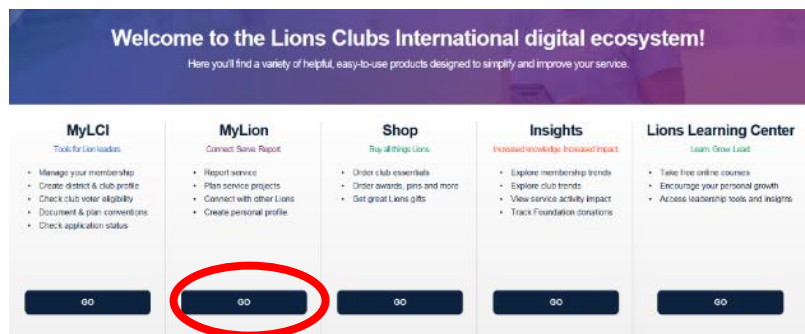 Welcome to the Lions Clubs International digital ecosystem!
Here you'll find a variety of helpful, easy-to-use products designed to simplify and improve your service.
MyLCI
Tools for Lion leaders.
• Manage your membership
• Create district & club profile
• Check club voter eligibility
• Document & plan conventions
• Check application status
GO
MyLion
Connect. Serve. Report.
• Report service
• Plan service projects
• Connect with other Lions
• Create personal profile
GO
Shop
Buy all things Lions.
• Order club essentials
• Order awards, pins and more
• Get great Lions gifts
GO
Insights
Increased knowledge. Increased impact.
• Explore membership trends
• Explore club trends
• View service activity impact
• Track Foundation donations
GO
Lions Learning Center
Learn. Grow. Lead.
• Take free online courses
• Encourage your personal growth
• Access leadership tools and insights
GO